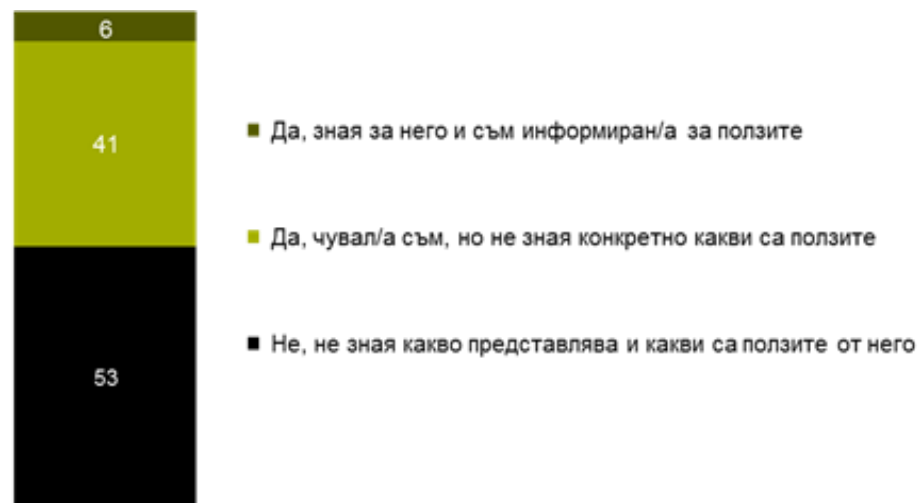 6
■ Да, зная за него и съм информиран/а за ползите
41
■ Да, чувал/а съм, но не зная конкретно какви са ползите
■ Не, не зная какво представлява и какви са ползите от него
53